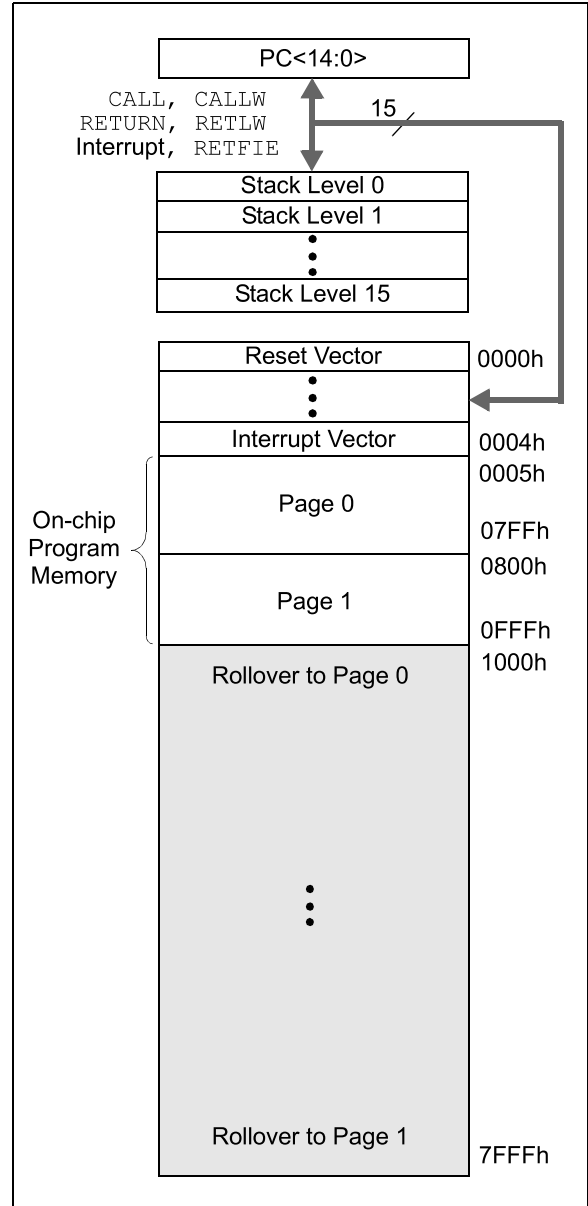 PC<14:0>
CALL, CALLW
RETURN, RETLW
Interrupt, RETFIE
15
Stack Level 0
Stack Level 1
Stack Level 15
Reset Vector
0000h
Interrupt Vector
0004h
0005h
On-chip
Program
Memory
Page 0
07FFh
0800h
Page 1
0FFFh
1000h
Rollover to Page 0
Rollover to Page 1
7FFFh